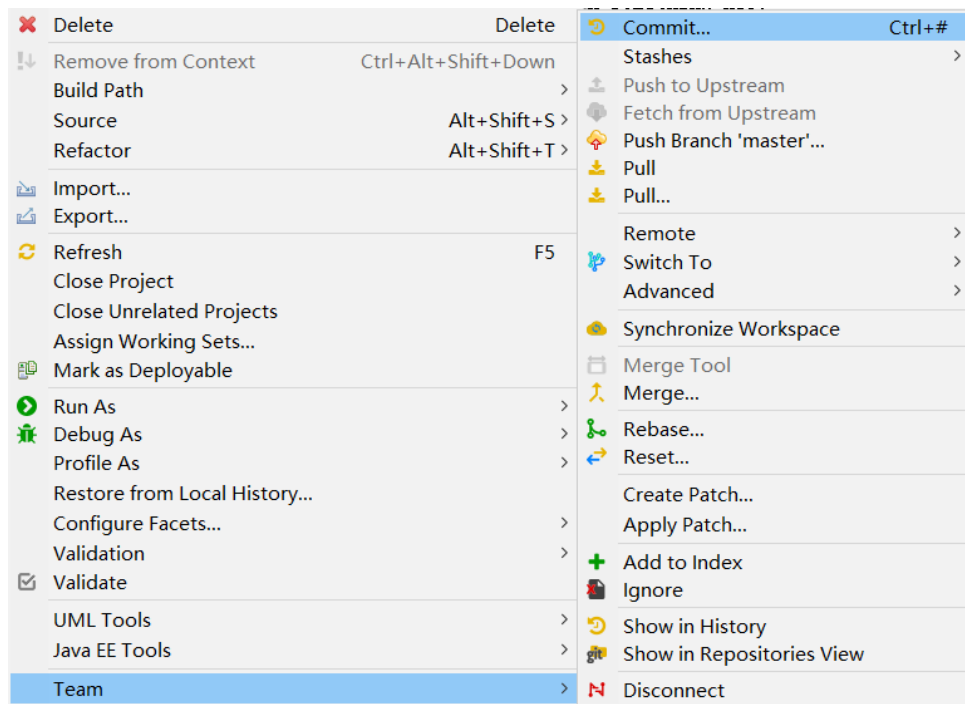 Delete Delete
Remove from Context Ctrl+Alt+Shift+Down
Build Path
Source Alt+Shift+S
Refactor Alt+Shift+T
Import...
Export...
Refresh F5
Close Project
Close Unrelated Projects
Assign Working Sets...
Mark as Deployable
Run As
Debug As
Profile As
Restore from Local History...
Configure Facets...
Validation
Validate
UML Tools
Java EE Tools
Team
Commit... Ctrl+#
Stashes
Push to Upstream
Fetch from Upstream
Push Branch 'master'...
Pull
Pull...
Remote
Switch To
Advanced
Synchronize Workspace
Merge Tool
Merge...
Rebase...
Reset...
Create Patch...
Apply Patch...
Add to Index
Ignore
Show in History
git Show in Repositories View
Disconnect